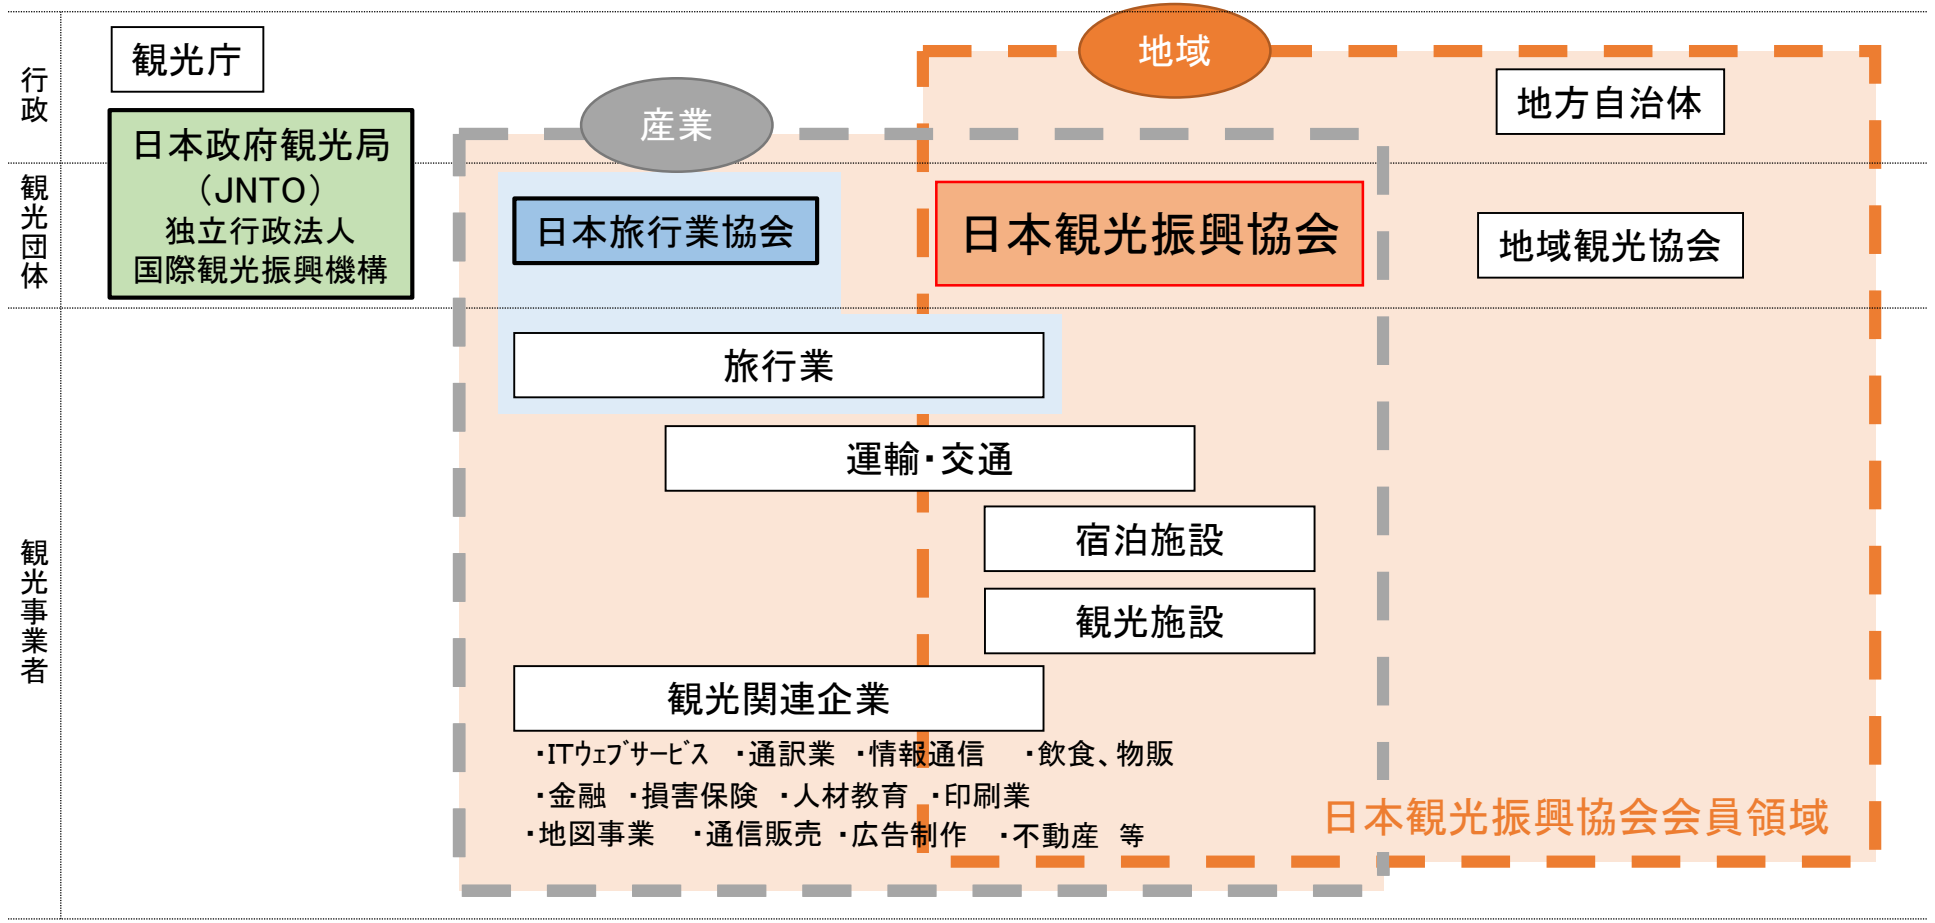 地域
観光庁
行政
地方自治体
産業
日本政府観光局
（JNTO）
独立行政法人
国際観光振興機構
観光団体
日本旅行業協会
日本観光振興協会
地域観光協会
旅行業
運輸・交通
宿泊施設
観光事業者
観光施設
観光関連企業
・ITｳｪﾌﾞｻｰﾋﾞｽ ・通訳業 ・情報通信 ・飲食、物販
・金融 ・損害保険 ・人材教育 ・印刷業
・地図事業 ・通信販売 ・広告制作 ・不動産 等
日本観光振興協会会員領域